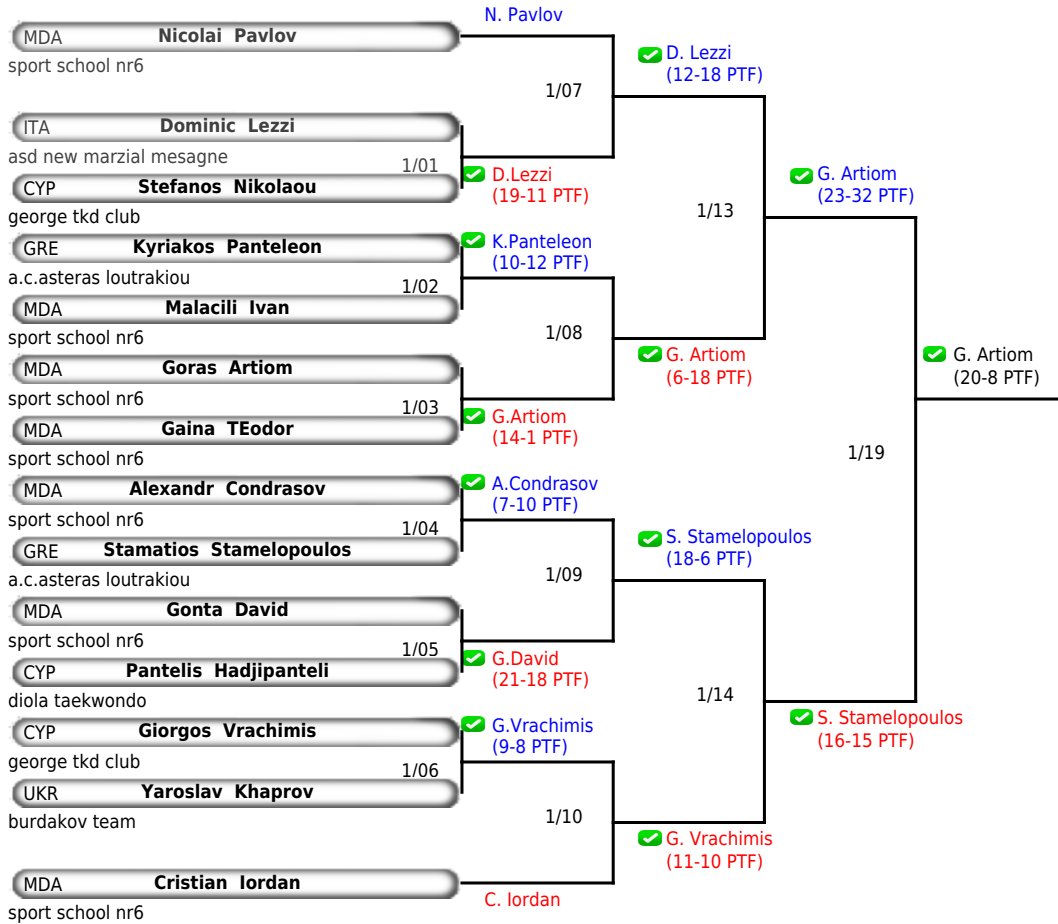 N. Pavlov
MDA Nicolai Pavlov
sport school nr6
D. Lezzi
(12-18 PTF)
1/07
ITA Dominic Lezzi
asd new marzial mesagne
1/01
D.Lezzi
(19-11 PTF)
CYP Stefanos Nikolaou
george tkd club
G. Artiom
(23-32 PTF)
1/13
GRE Kyriakos Panteleon
a.c.asteras loutrakiou
K.Panteleon
(10-12 PTF)
1/02
MDA Malacili Ivan
sport school nr6
1/08
G. Artiom
(6-18 PTF)
G. Artiom
(20-8 PTF)
MDA Goras Artiom
sport school nr6
1/03
G.Artiom
(14-1 PTF)
MDA Gaina TEodor
sport school nr6
1/19
MDA Alexandr Condrasov
sport school nr6
A.Condrasov
(7-10 PTF)
1/04
GRE Stamatios Stamelopoulos
a.c.asteras loutrakiou
S. Stamelopoulos
(18-6 PTF)
1/09
MDA Gonta David
sport school nr6
1/05
G.David
(21-18 PTF)
CYP Pantelis Hadjipanteli
diola taekwondo
1/14
S. Stamelopoulos
(16-15 PTF)
CYP Giorgos Vrachimis
george tkd club
G.Vrachimis
(9-8 PTF)
1/06
UKR Yaroslav Khaprov
burdakov team
1/10
G. Vrachimis
(11-10 PTF)
MDA Cristian Iordan
sport school nr6
C. Iordan